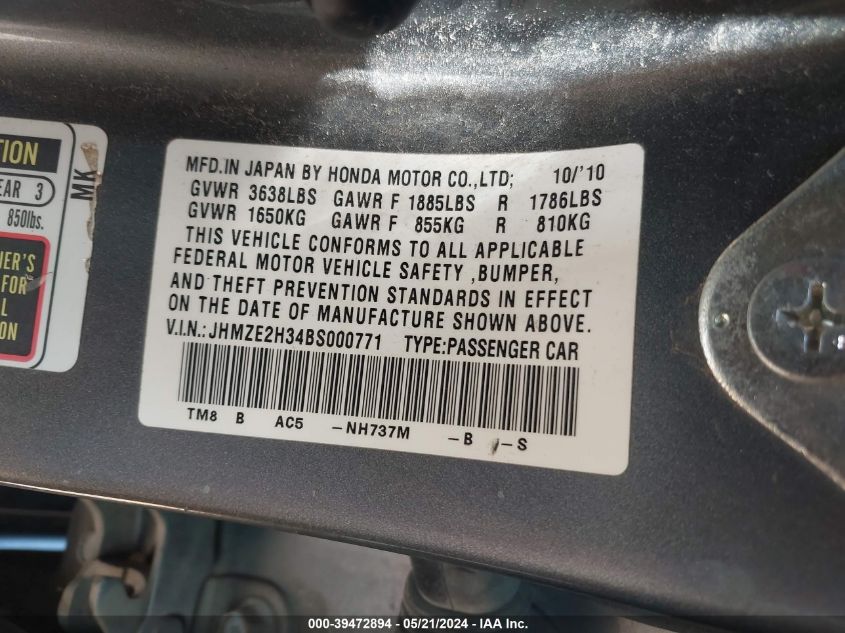 TION
EAR 3
850lbs.
MK
IER'S
FOR
L
ON
MFD.IN JAPAN BY HONDA MOTOR CO.,LTD; 10/'10
GVWR 3638LBS GAWR F 1885LBS R 1786LBS
GVWR 1650KG GAWR F 855KG R 810KG
THIS VEHICLE CONFORMS TO ALL APPLICABLE
FEDERAL MOTOR VEHICLE SAFETY ,BUMPER,
AND THEFT PREVENTION STANDARDS IN EFFECT
ON THE DATE OF MANUFACTURE SHOWN ABOVE.
V.I.N.:JHMZE2H34BS000771 TYPE:PASSENGER CAR
TM8 B AC5 -NH737M -B -S
000-39472894 - 05/21/2024 - IAA Inc.